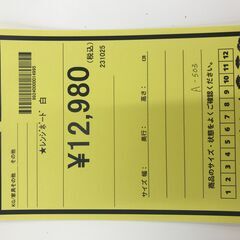 KG/家具その他 その他
★レンジボード 白
¥12,980
(税込)
231025
サイズ 幅:
奥行:
高さ:
CM
A-503
商品のサイズ・状態をよくご確認ください。
1 2 3 4 5 6 7 8 9 10 11 12